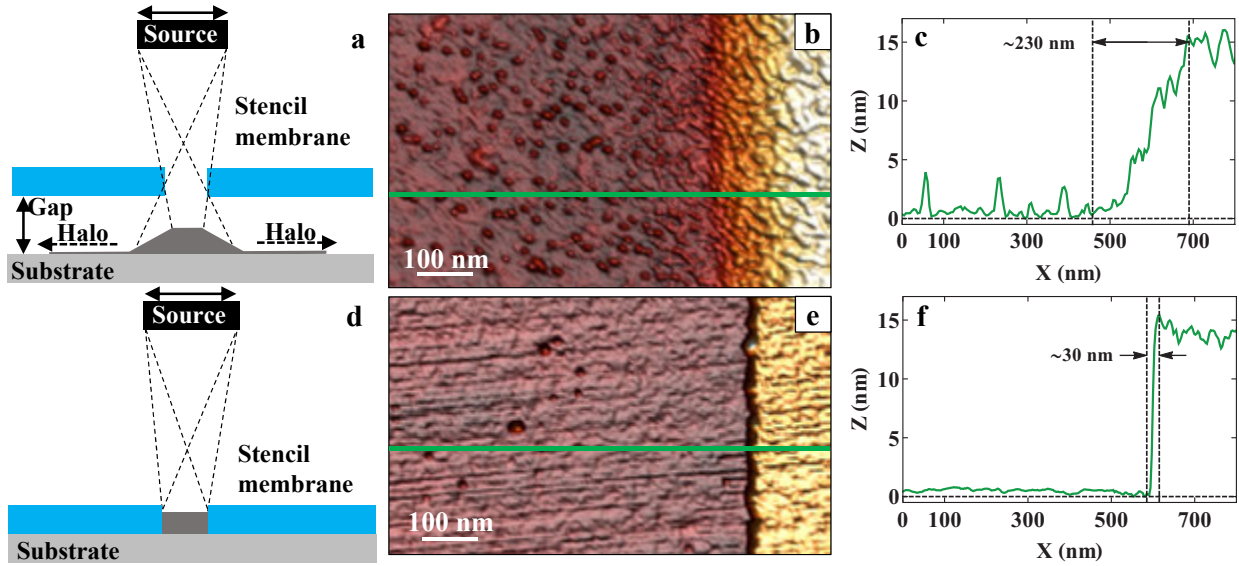 Source
a
Stencil
membrane
Gap
Halo
Halo
Substrate
b
100 nm
c
~230 nm
Z (nm)
15
10
5
0
0
100
300
500
700
X (nm)
Source
d
Stencil
membrane
Substrate
e
100 nm
f
~30 nm
Z (nm)
15
10
5
0
0
100
300
500
700
X (nm)